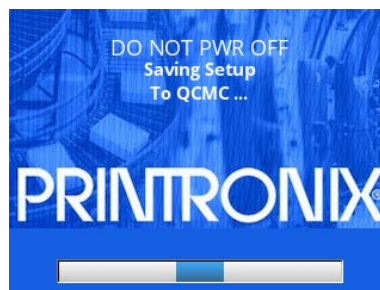 DO NOT PWR OFF
Saving Setup
To QCMC ...
PRINTRONIX